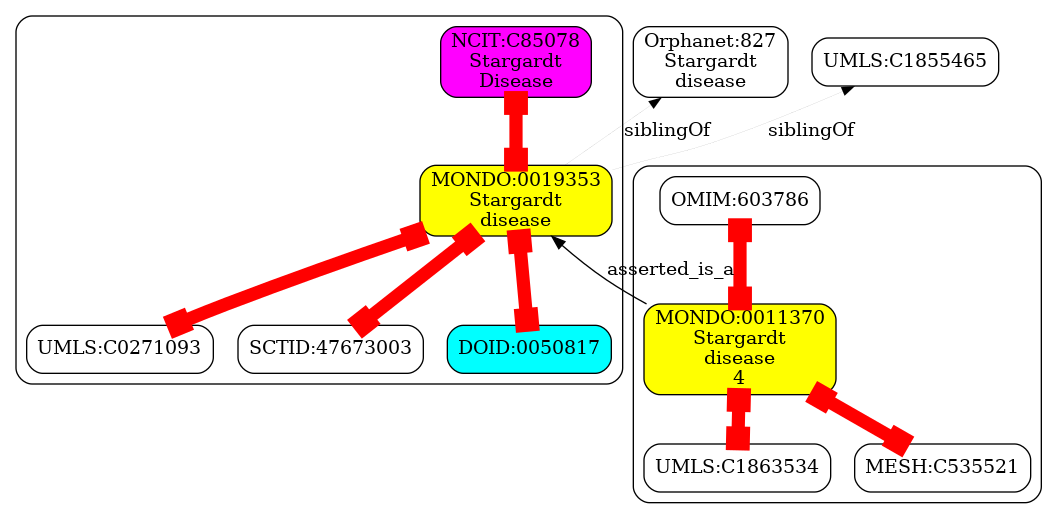 NCIT:C85078
Stargardt
Disease
Orphanet:827
Stargardt
disease
UMLS:C1855465
siblingOf
siblingOf
MONDO:0019353
Stargardt
disease
OMIM:603786
asserted_is_a
UMLS:C0271093
SCTID:47673003
DOID:0050817
MONDO:0011370
Stargardt
disease
4
UMLS:C1863534
MESH:C535521